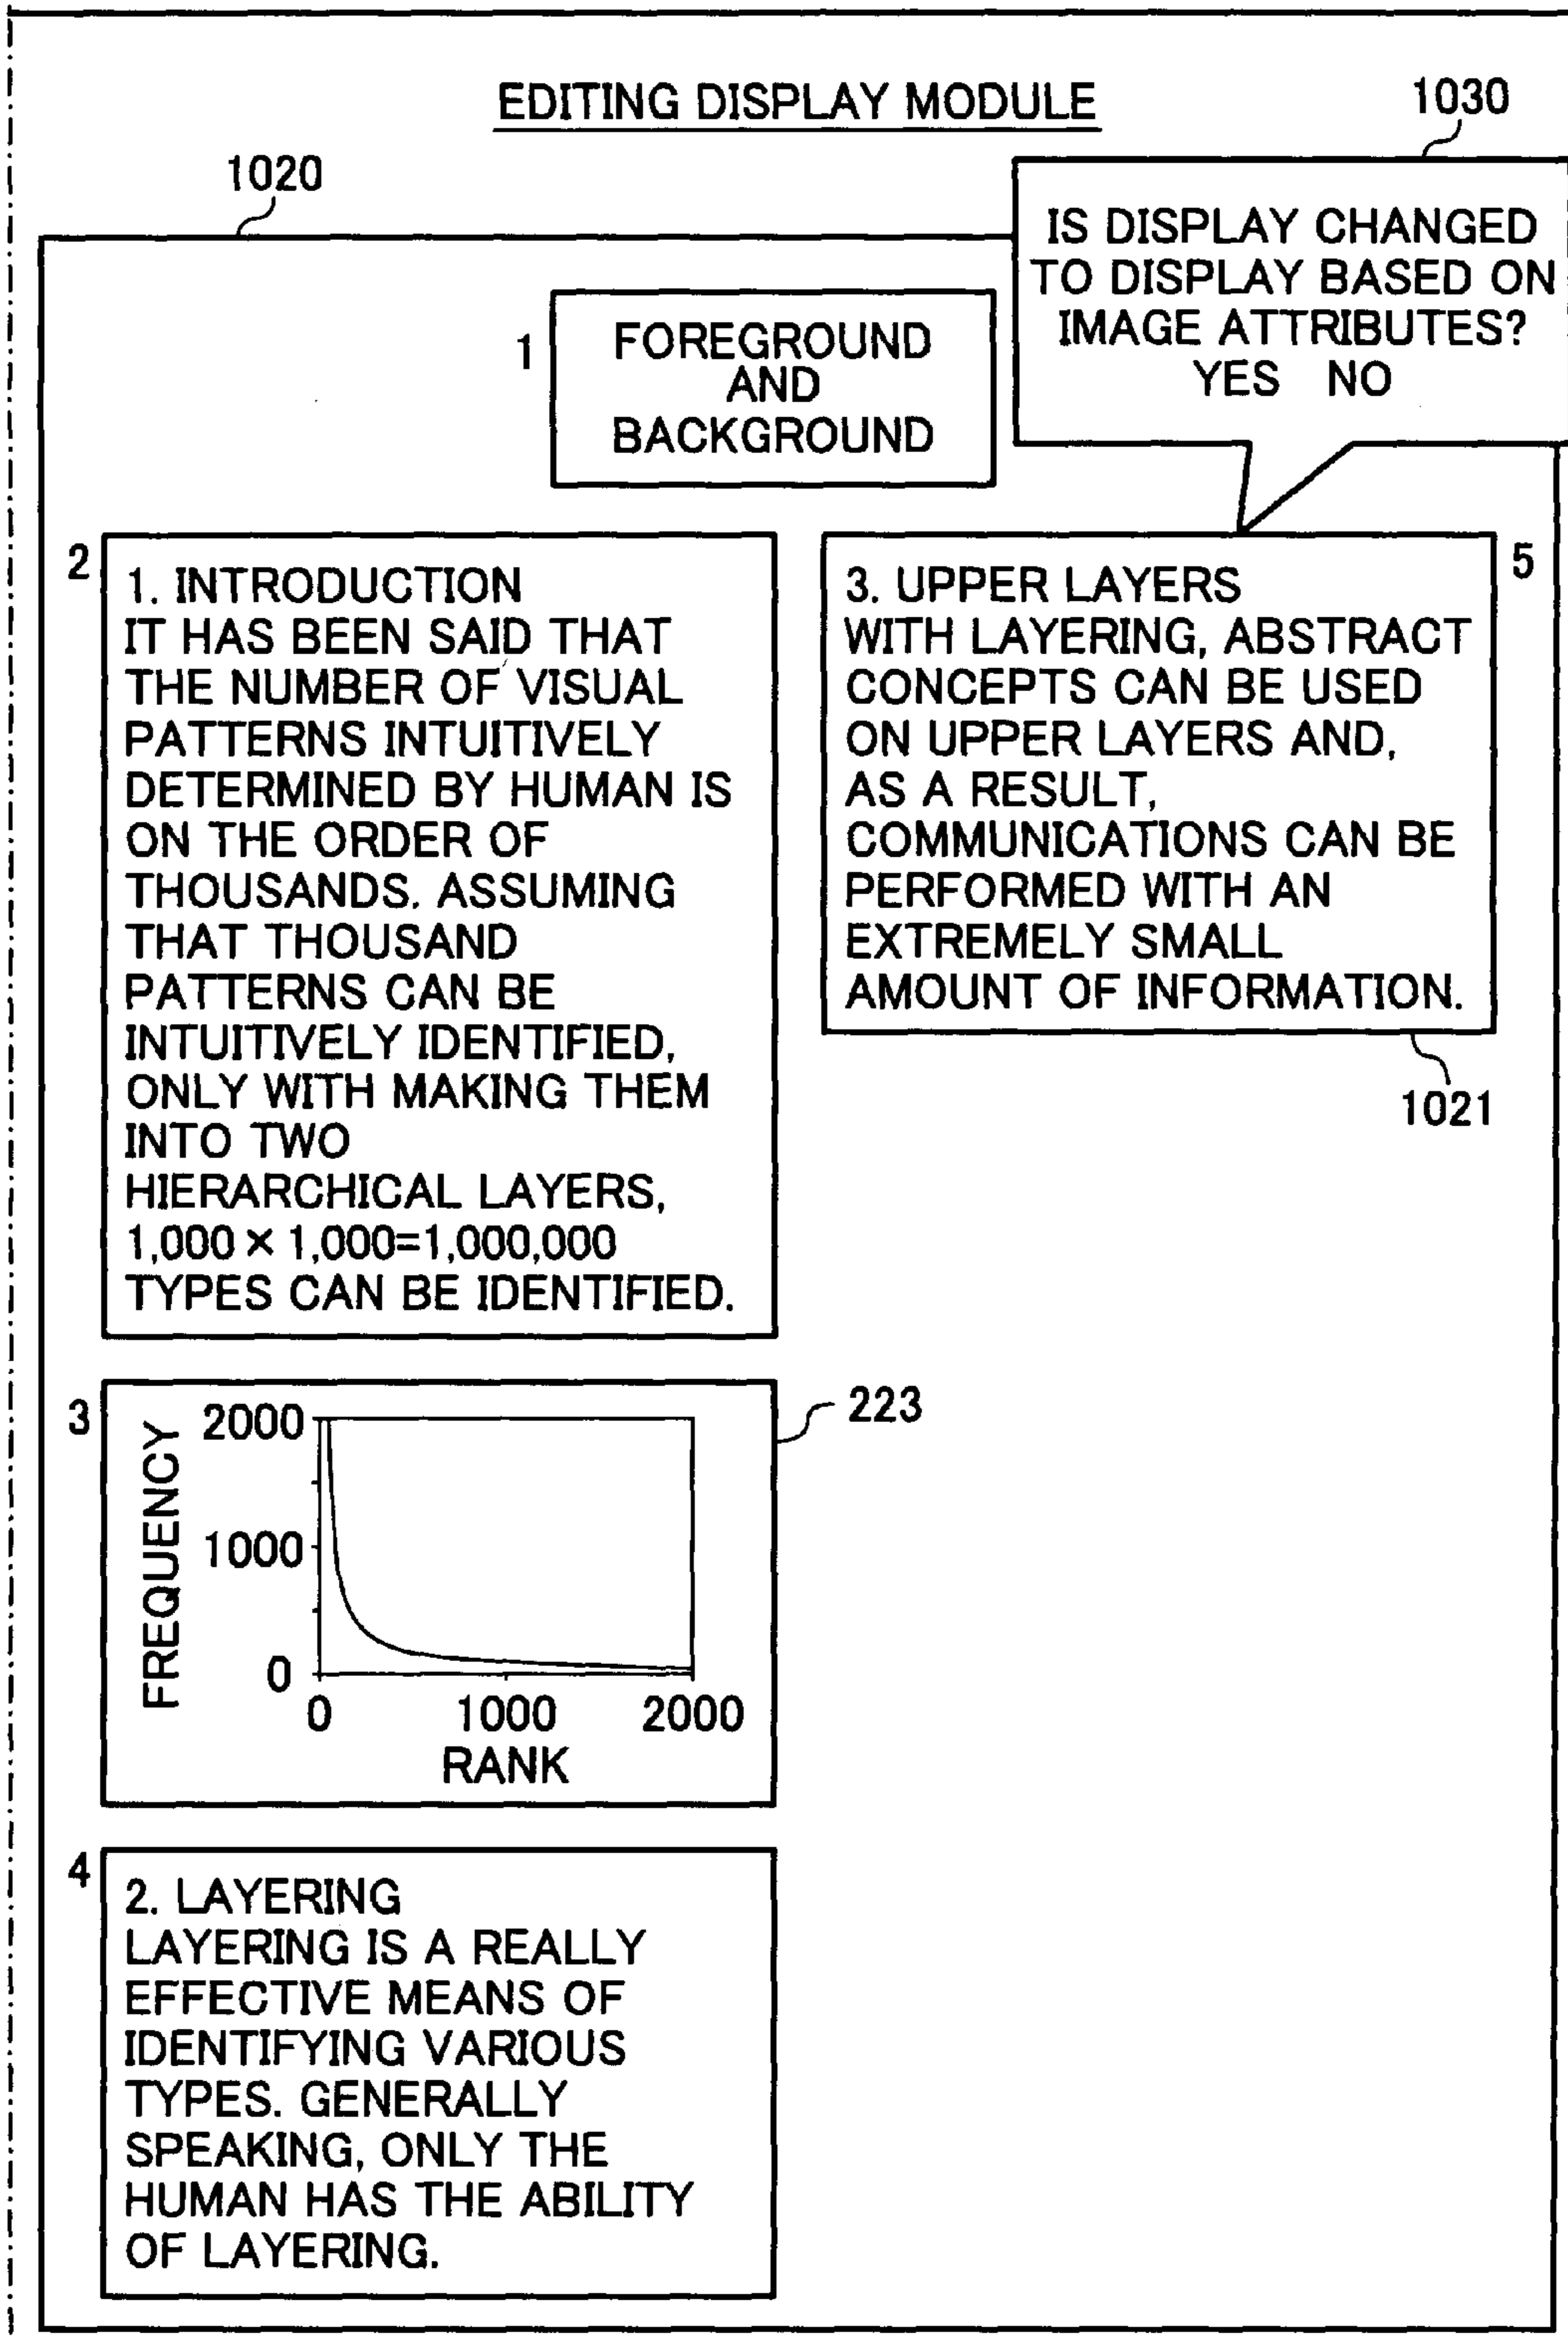 EDITING DISPLAY MODULE
1030
1020
IS DISPLAY CHANGED
TO DISPLAY BASED ON
IMAGE ATTRIBUTES?
YES NO
1
FOREGROUND
AND
BACKGROUND
2
1. INTRODUCTION
IT HAS BEEN SAID THAT
THE NUMBER OF VISUAL
PATTERNS INTUITIVELY
DETERMINED BY HUMAN IS
ON THE ORDER OF
THOUSANDS. ASSUMING
THAT THOUSAND
PATTERNS CAN BE
INTUITIVELY IDENTIFIED,
ONLY WITH MAKING THEM
INTO TWO
HIERARCHICAL LAYERS,
1,000 × 1,000=1,000,000
TYPES CAN BE IDENTIFIED.
3
223
FREQUENCY
2000
1000
0
0 1000 2000
RANK
4
2. LAYERING
LAYERING IS A REALLY
EFFECTIVE MEANS OF
IDENTIFYING VARIOUS
TYPES. GENERALLY
SPEAKING, ONLY THE
HUMAN HAS THE ABILITY
OF LAYERING.
5
3. UPPER LAYERS
WITH LAYERING, ABSTRACT
CONCEPTS CAN BE USED
ON UPPER LAYERS AND,
AS A RESULT,
COMMUNICATIONS CAN BE
PERFORMED WITH AN
EXTREMELY SMALL
AMOUNT OF INFORMATION.
1021